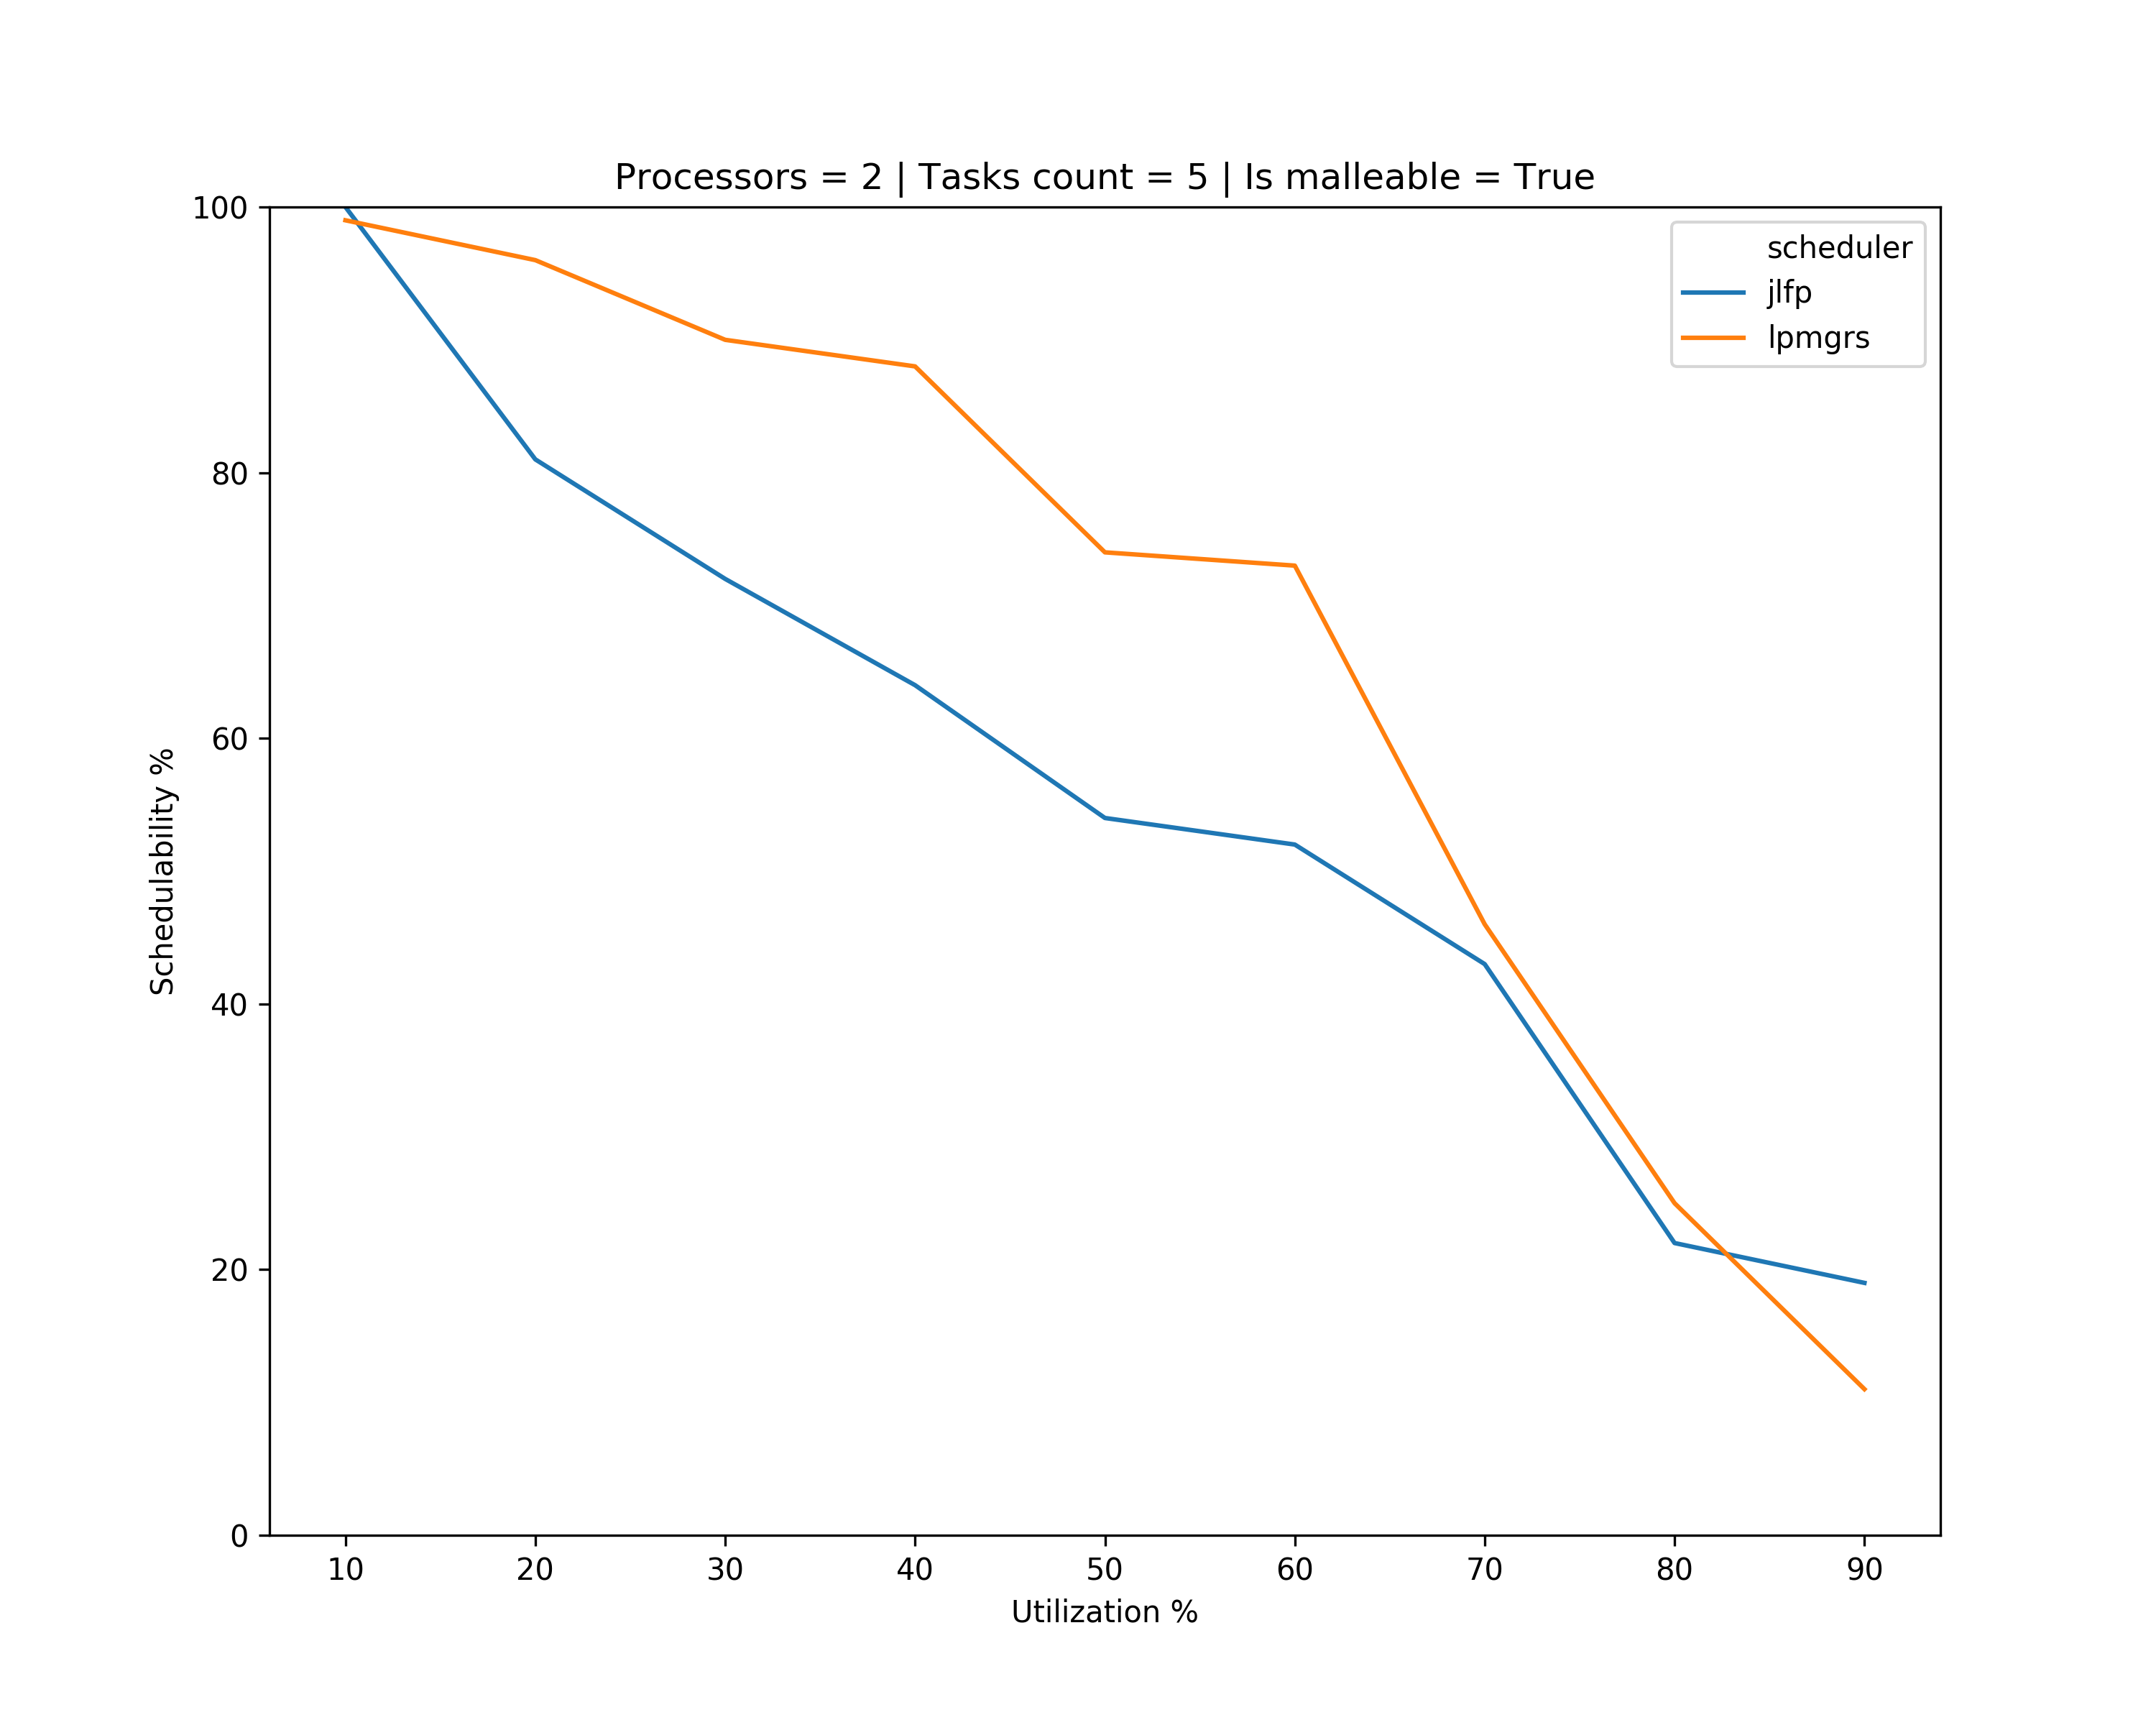 Processors = 2 | Tasks count = 5 | Is malleable = True
scheduler
jlfp
lpmgrs
Schedulability %
100
80
60
40
20
0
10 20 30 40 50 60 70 80 90
Utilization %